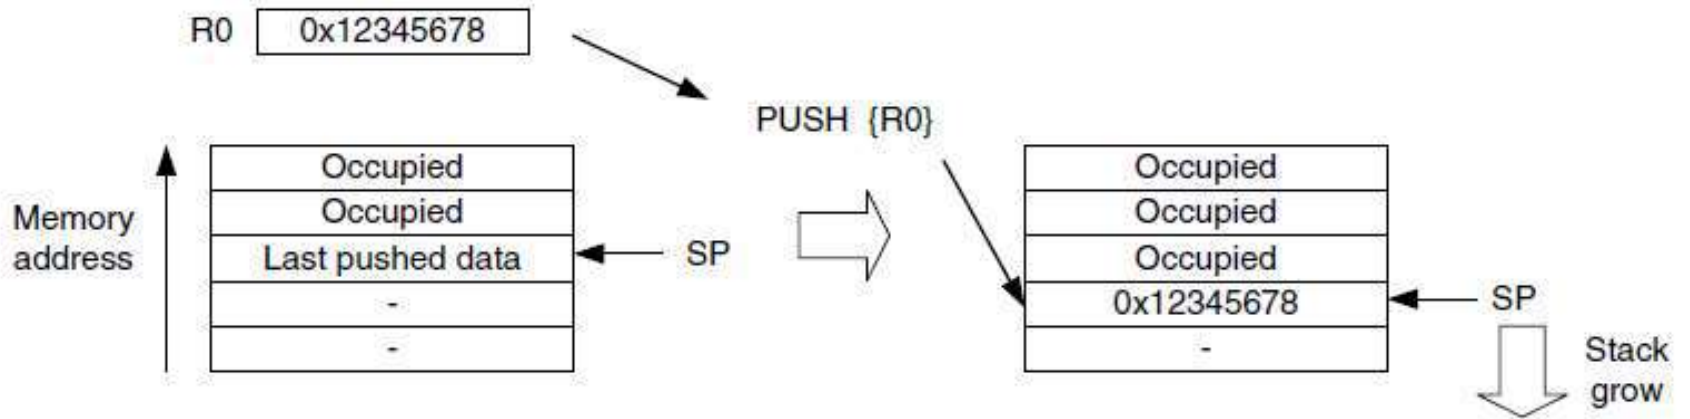 R0 0x12345678
PUSH {R0}
Memory
address
Occupied
Occupied
Last pushed data
-
-
SP
Occupied
Occupied
Occupied
0x12345678
-
SP
Stack
grow